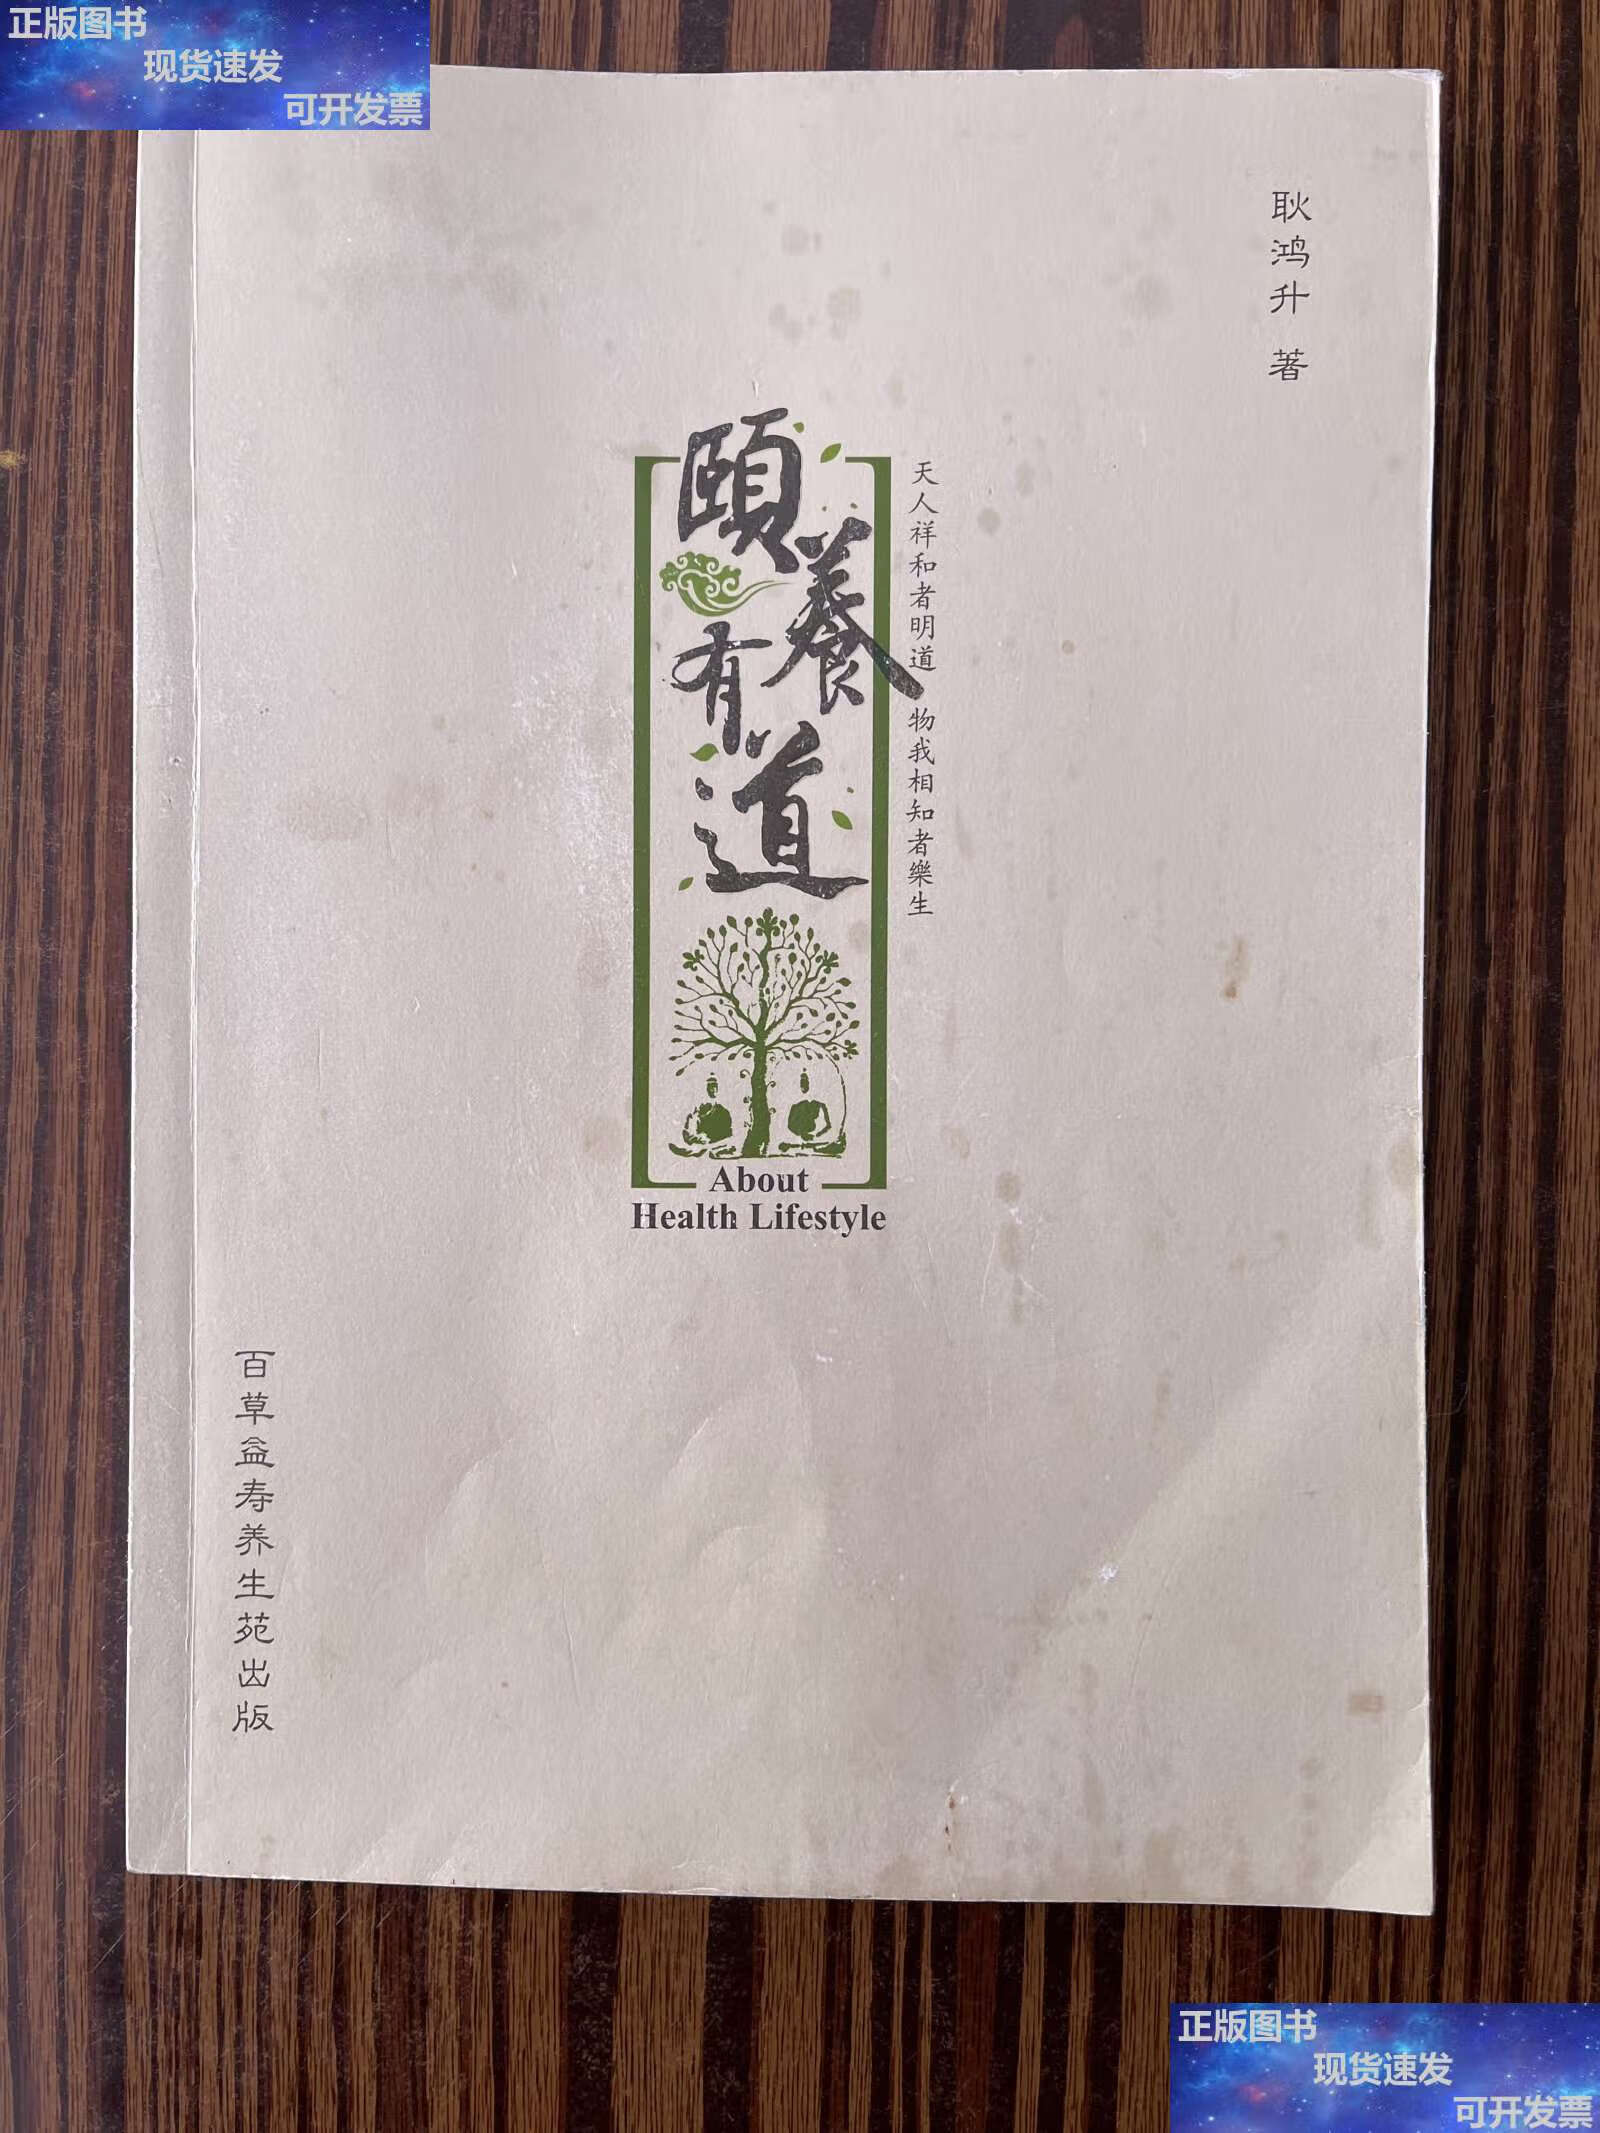 正版图书
现货速发
可开发票
耿鸿升 著
頤養有道
天人祥和者明道 物我相知者樂生
About
Health Lifestyle
百草益寿养生苑出版
正版图书
现货速发
可开发票